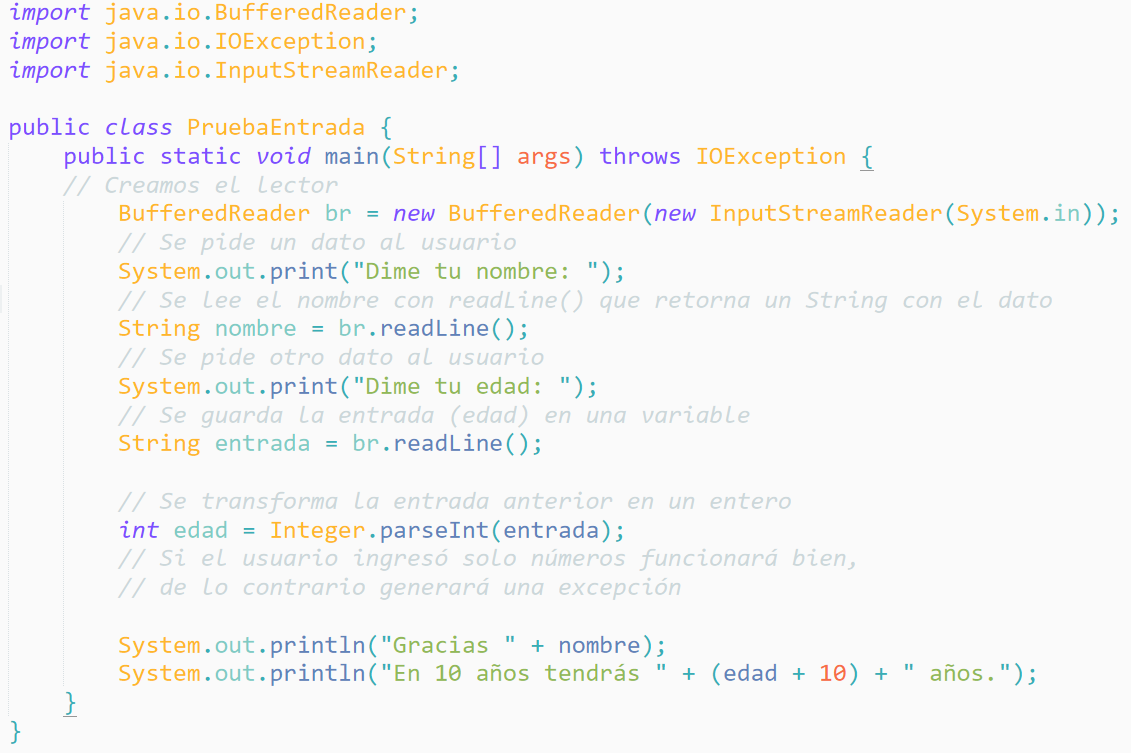 import java.io.BufferedReader;
import java.io.IOException;
import java.io.InputStreamReader;

public class PruebaEntrada {
    public static void main(String[] args) throws IOException {
    // Creamos el lector
        BufferedReader br = new BufferedReader(new InputStreamReader(System.in));
        // Se pide un dato al usuario
        System.out.print("Dime tu nombre: ");
        // Se lee el nombre con readLine() que retorna un String con el dato
        String nombre = br.readLine();
        // Se pide otro dato al usuario
        System.out.print("Dime tu edad: ");
        // Se guarda la entrada (edad) en una variable
        String entrada = br.readLine();

        // Se transforma la entrada anterior en un entero
        int edad = Integer.parseInt(entrada);
        // Si el usuario ingresó solo números funcionará bien,
        // de lo contrario generará una excepción

        System.out.println("Gracias " + nombre);
        System.out.println("En 10 años tendrás " + (edad + 10) + " años.");
    }
}